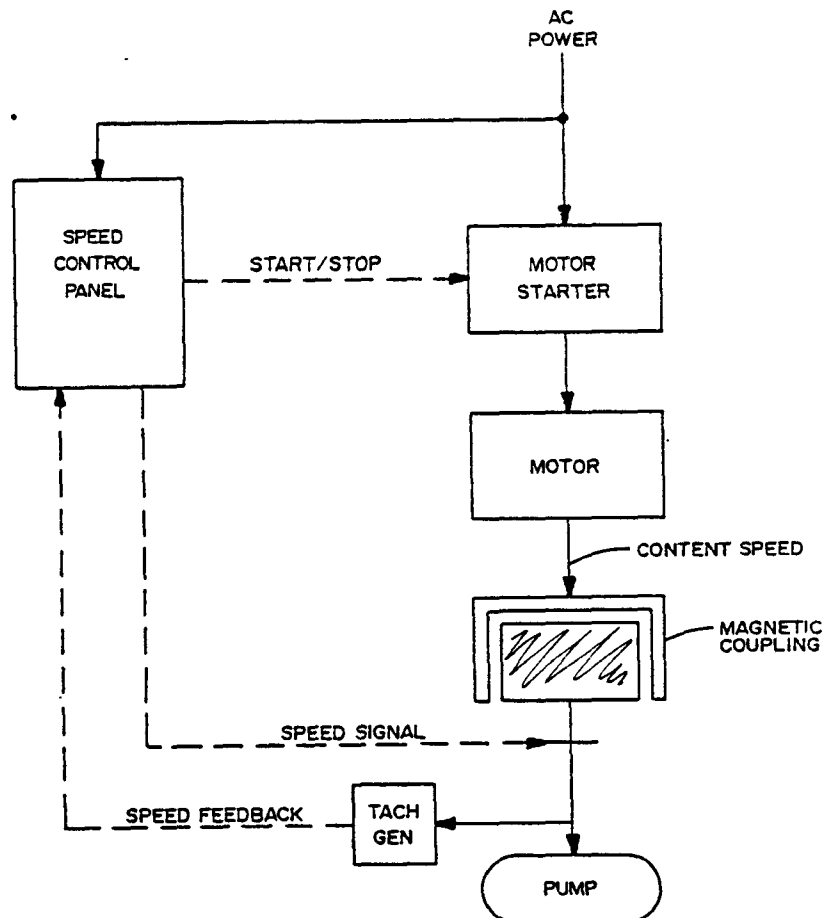 AC
POWER
SPEED
CONTROL
PANEL
START/STOP
MOTOR
STARTER
MOTOR
CONTENT SPEED
MAGNETIC
COUPLING
SPEED SIGNAL
SPEED FEEDBACK
TACH
GEN
PUMP